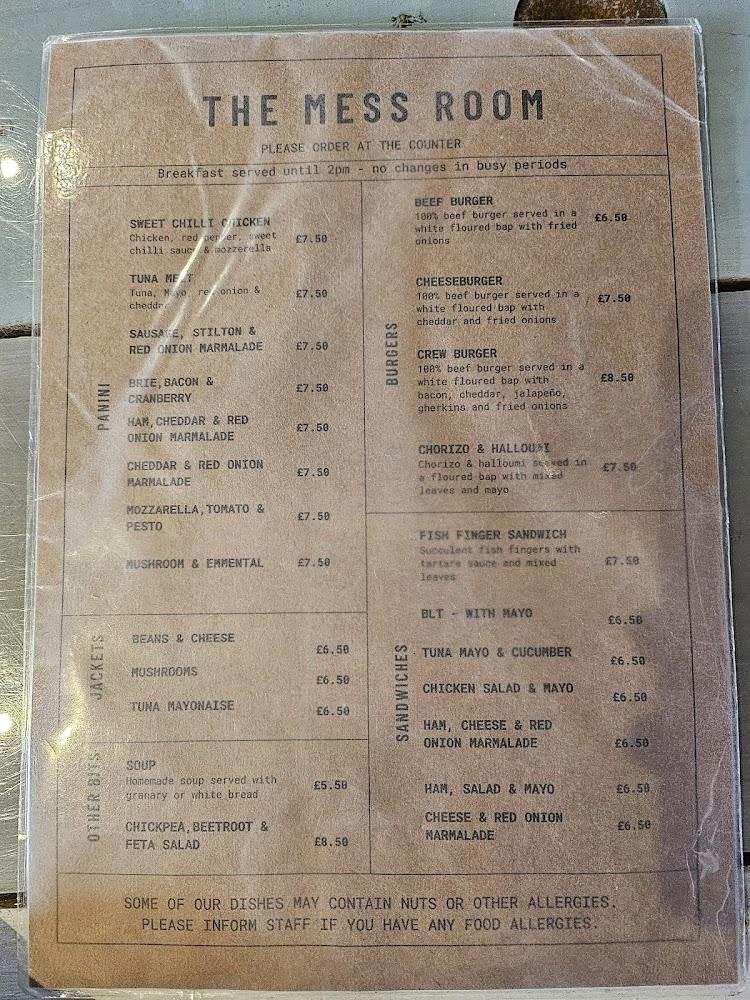 THE MESS ROOM
PLEASE ORDER AT THE COUNTER
Breakfast served until 2pm - no changes in busy periods
PANINI
SWEET CHILLI CHICKEN
Chicken, red pepper, sweet
chilli sauce & mozzerella
£7.50
TUNA MELT
Tuna, Mayo, red onion &
cheddar
£7.50
SAUSAGE, STILTON &
RED ONION MARMALADE
£7.50
BRIE,BACON &
CRANBERRY
£7.50
HAM,CHEDDAR & RED
ONION MARMALADE
£7.50
CHEDDAR & RED ONION
MARMALADE
£7.50
MOZZARELLA,TOMATO &
PESTO
£7.50
MUSHROOM & EMMENTAL
£7.50
JACKETS
BEANS & CHEESE
£6.50
MUSHROOMS
£6.50
TUNA MAYONAISE
£6.50
OTHER BITS
SOUP
Homemade soup served with
granary or white bread
£5.50
CHICKPEA,BEETROOT &
FETA SALAD
£8.50
BURGERS
BEEF BURGER
100% beef burger served in a
white floured bap with fried
onions
£6.50
CHEESEBURGER
100% beef burger served in a
white floured bap with
cheddar and fried onions
£7.50
CREW BURGER
100% beef burger served in a
white floured bap with
bacon, cheddar, jalapeño,
gherkins and fried onions
£8.50
CHORIZO & HALLOUMI
Chorizo & halloumi served in
a floured bap with mixed
leaves and mayo
£7.50
SANDWICHES
FISH FINGER SANDWICH
Succulent fish fingers with
tartare sauce and mixed
leaves
£7.50
BLT - WITH MAYO
£6.50
TUNA MAYO & CUCUMBER
£6.50
CHICKEN SALAD & MAYO
£6.50
HAM, CHEESE & RED
ONION MARMALADE
£6.50
HAM, SALAD & MAYO
£6.50
CHEESE & RED ONION
MARMALADE
£6.50
SOME OF OUR DISHES MAY CONTAIN NUTS OR OTHER ALLERGIES.
PLEASE INFORM STAFF IF YOU HAVE ANY FOOD ALLERGIES.